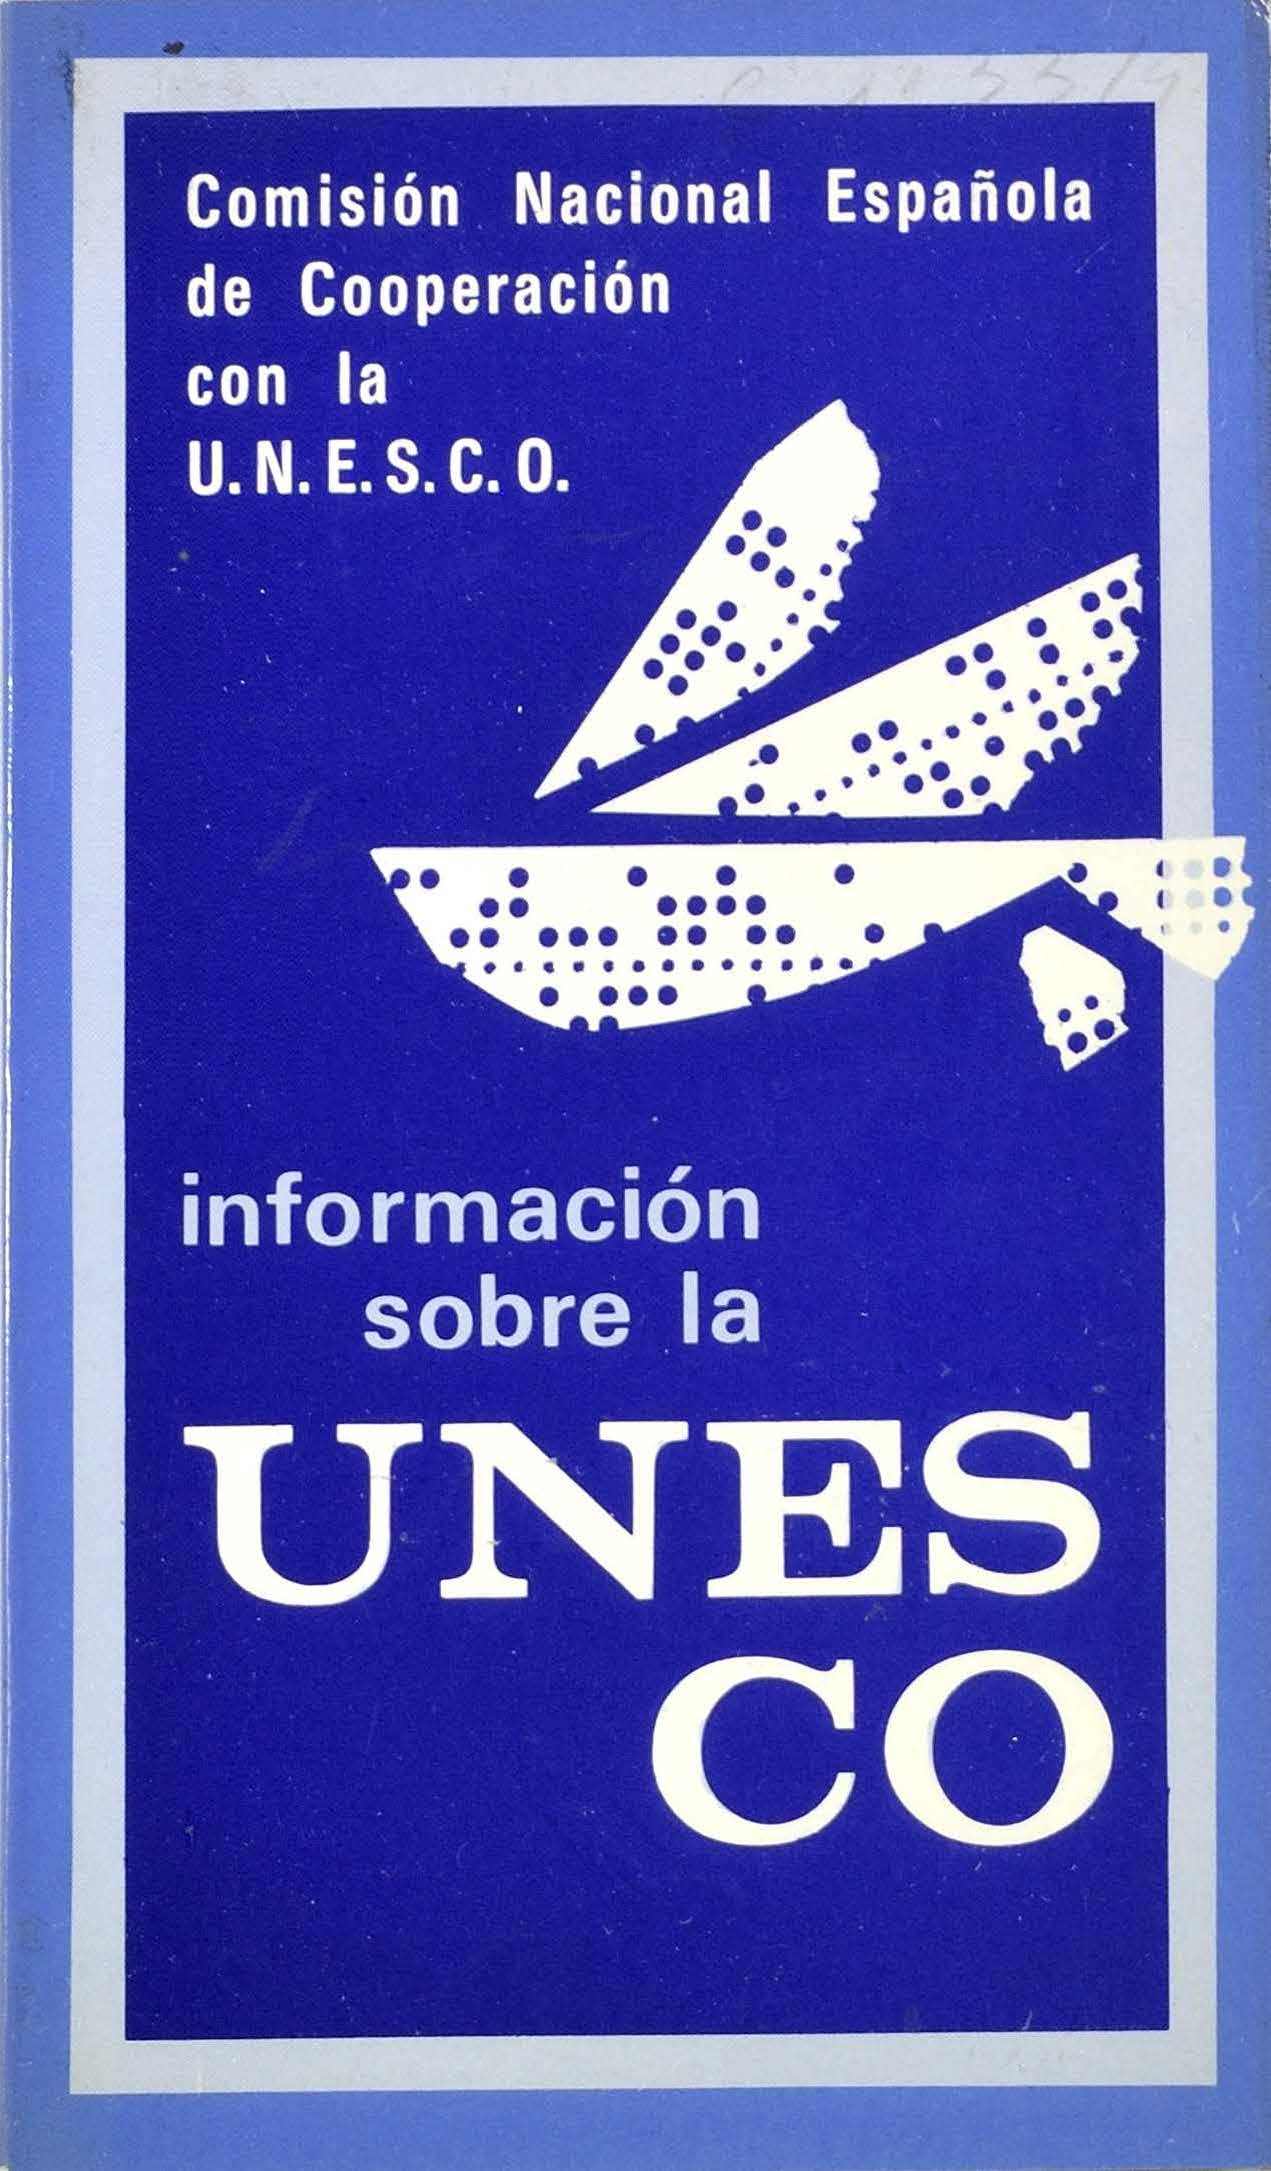 Comisión Nacional Española
de Cooperación
con la
U.N.E.S.C.O.
información
sobre la
UNES
CO